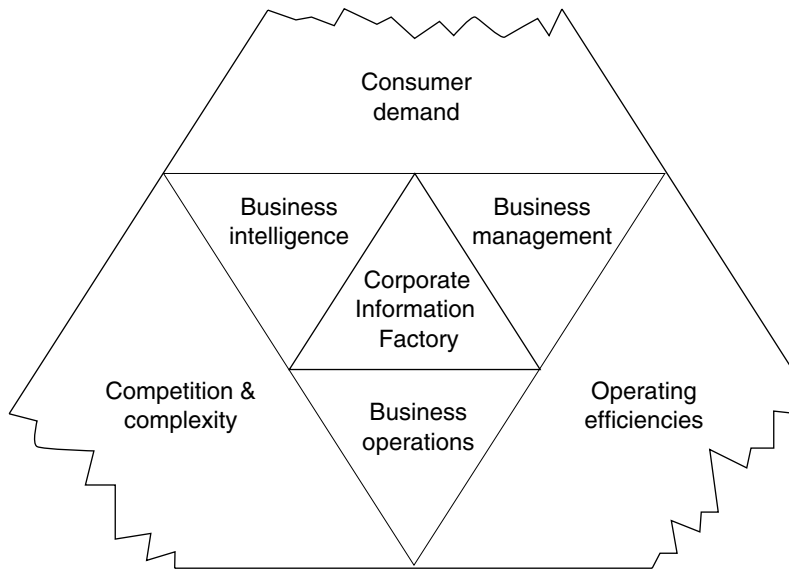 Consumer
demand
Business
intelligence
Business
management
Corporate
Information
Factory
Competition &
complexity
Business
operations
Operating
efficiencies